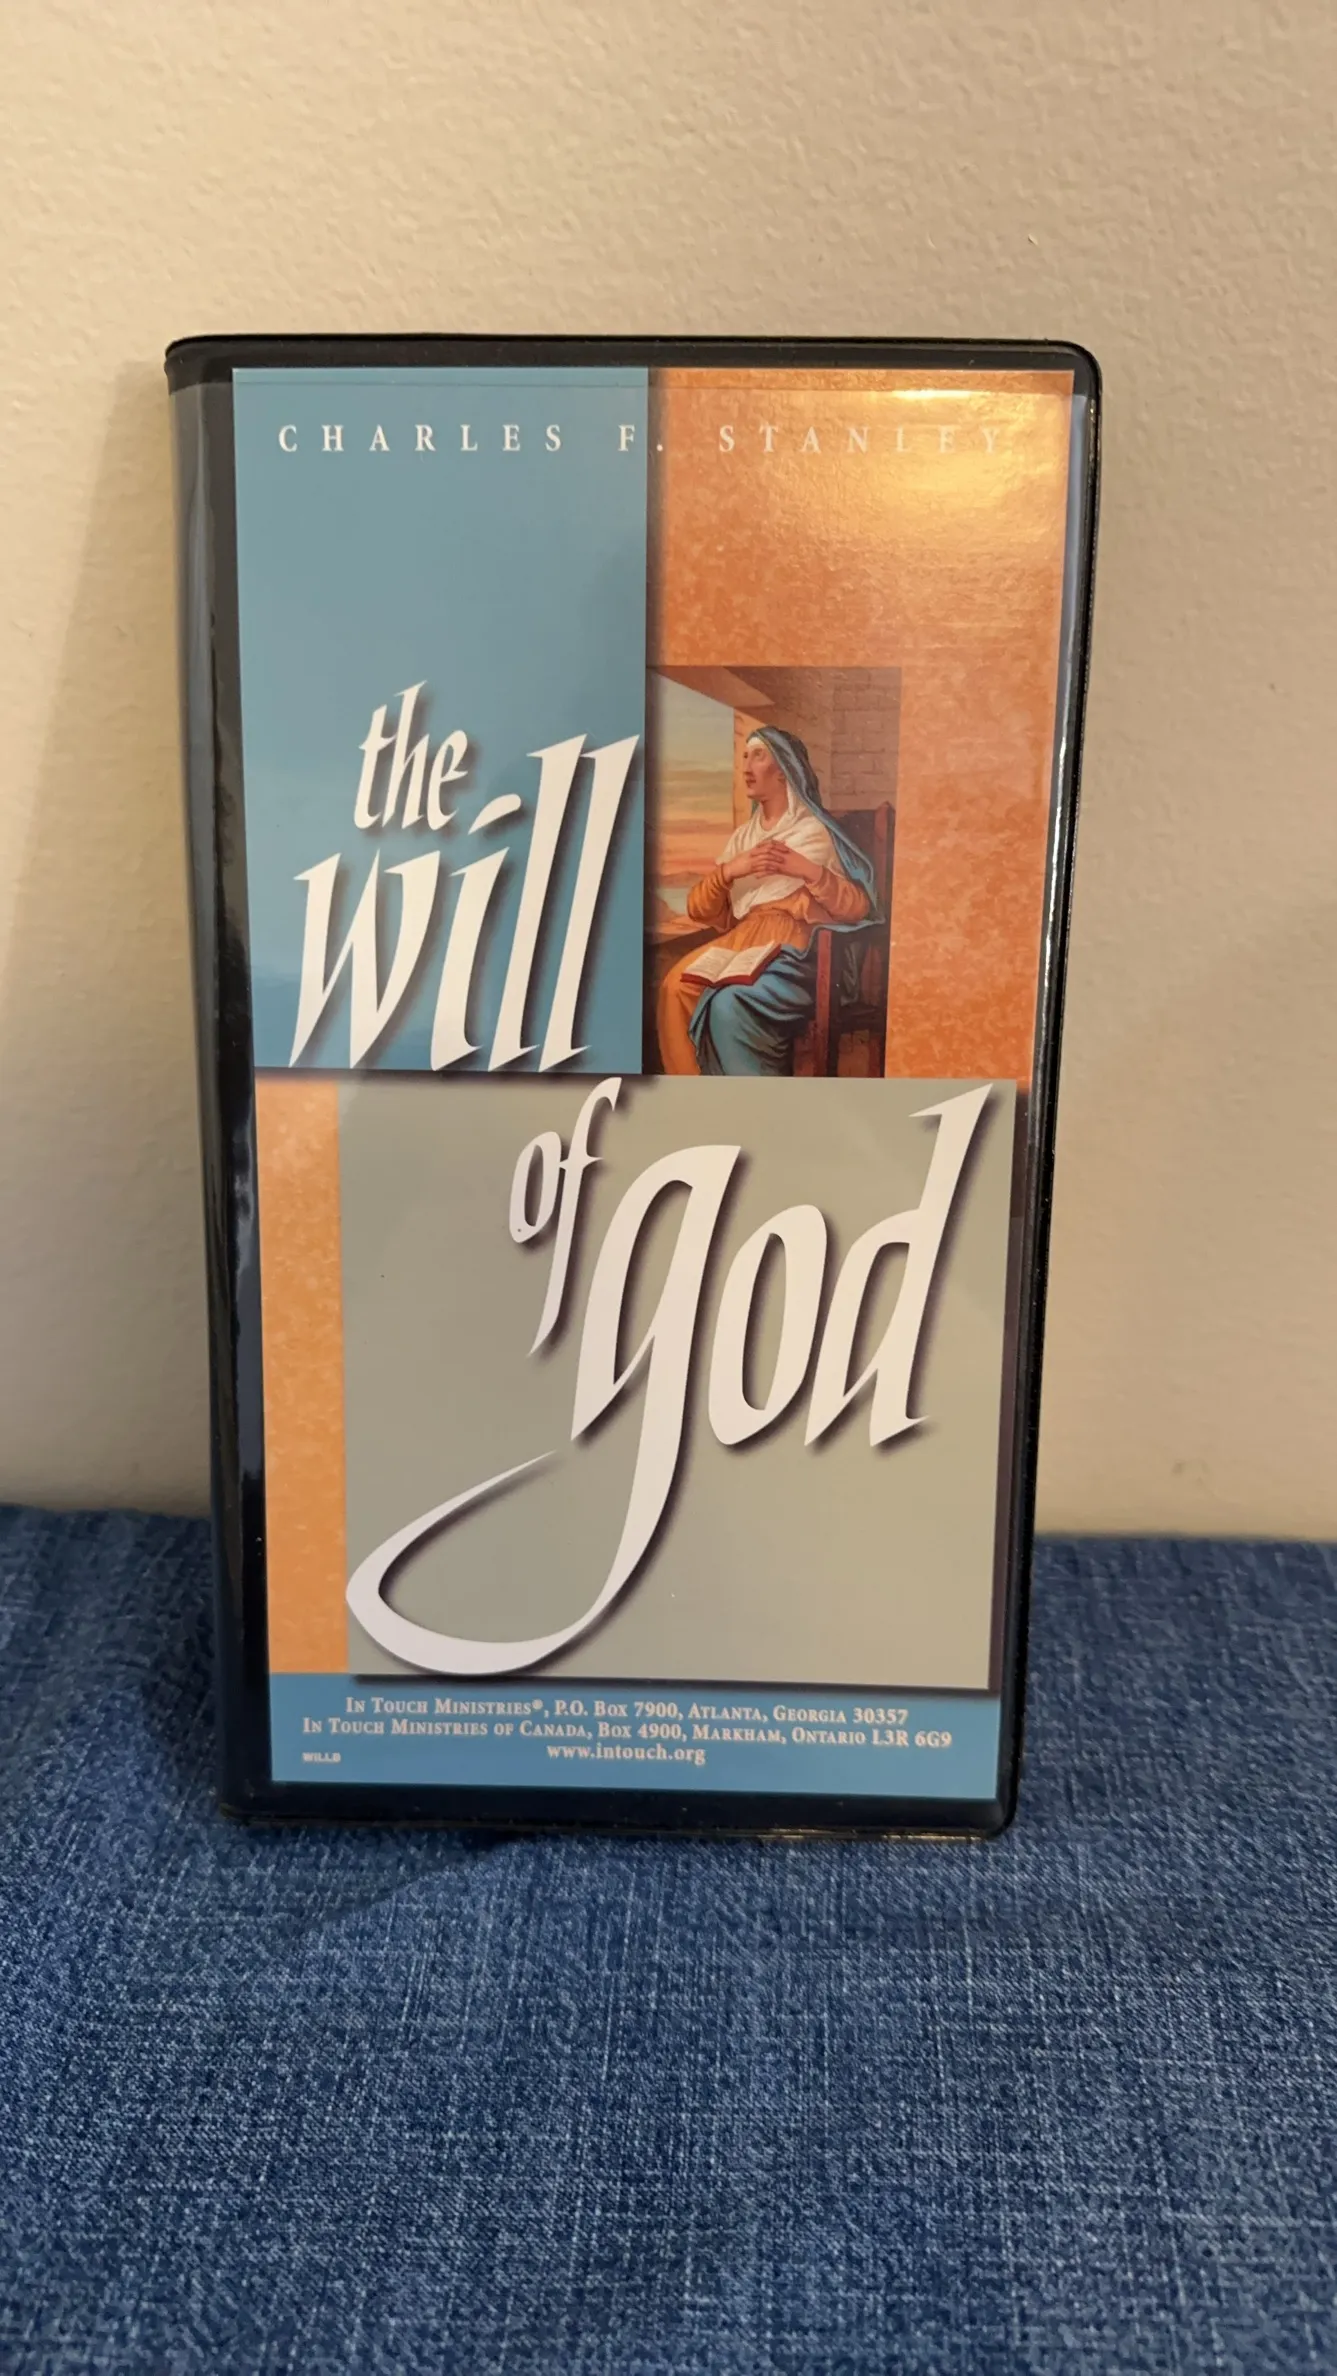 CHARLES F. STANLEY
the
will
of
god
IN TOUCH MINISTRIES®, P.O. BOX 7900, ATLANTA, GEORGIA 30357
IN TOUCH MINISTRIES OF CANADA, BOX 4900, MARKHAM, ONTARIO L3R 6G9
www.intouch.org